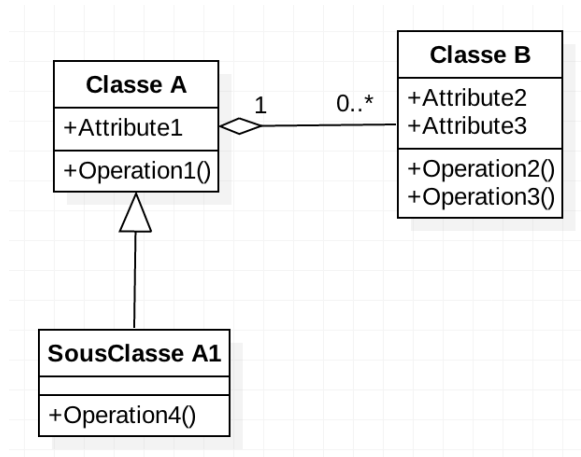 Classe A
+Attribute1
+Operation1()
1
0..*
Classe B
+Attribute2
+Attribute3
+Operation2()
+Operation3()
SousClasse A1
+Operation4()